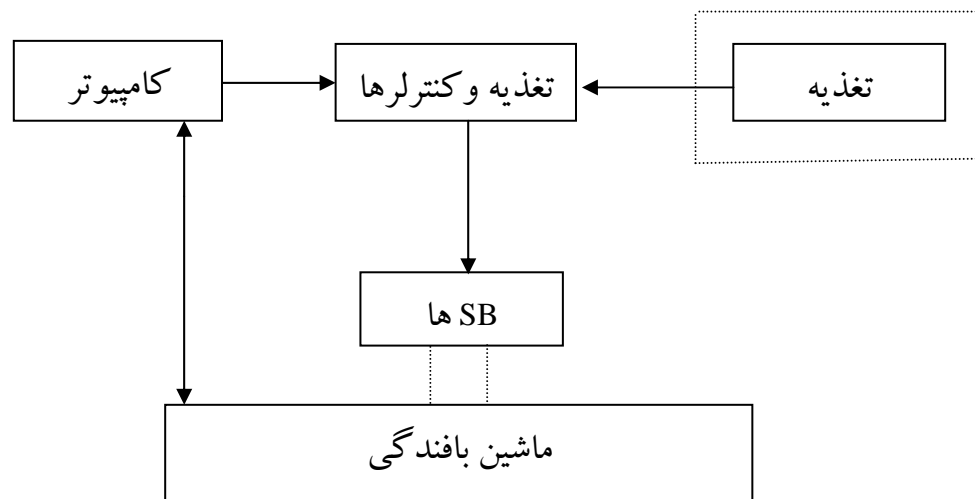 تغذیه
تغذیه و کنترلرها
کامپیوتر
SB ها
ماشین بافندگی